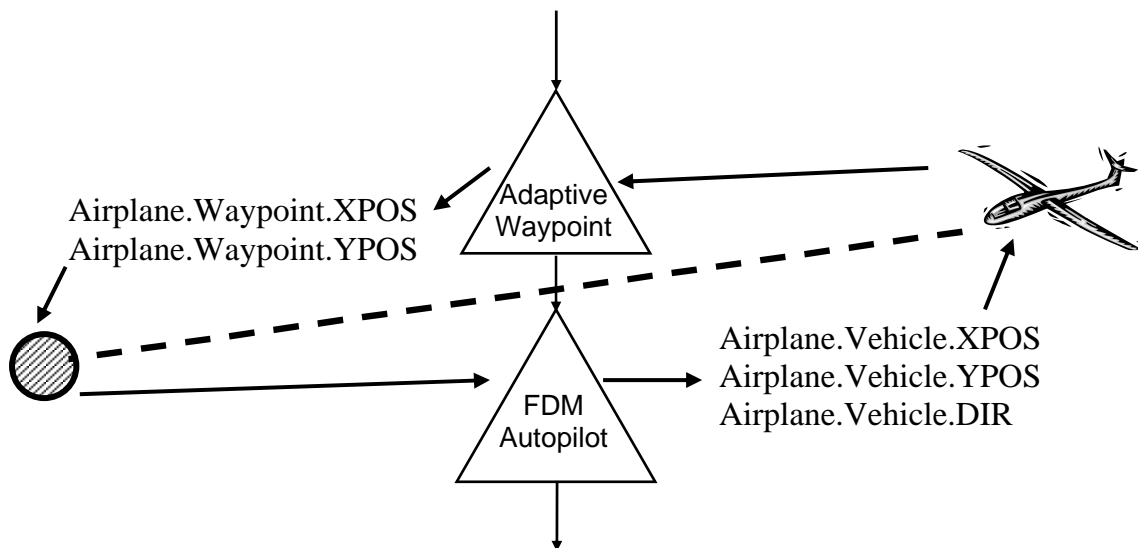 Adaptive
Waypoint
Airplane.Waypoint.XPOS
Airplane.Waypoint.YPOS
Airplane.Vehicle.XPOS
Airplane.Vehicle.YPOS
Airplane.Vehicle.DIR
FDM
Autopilot